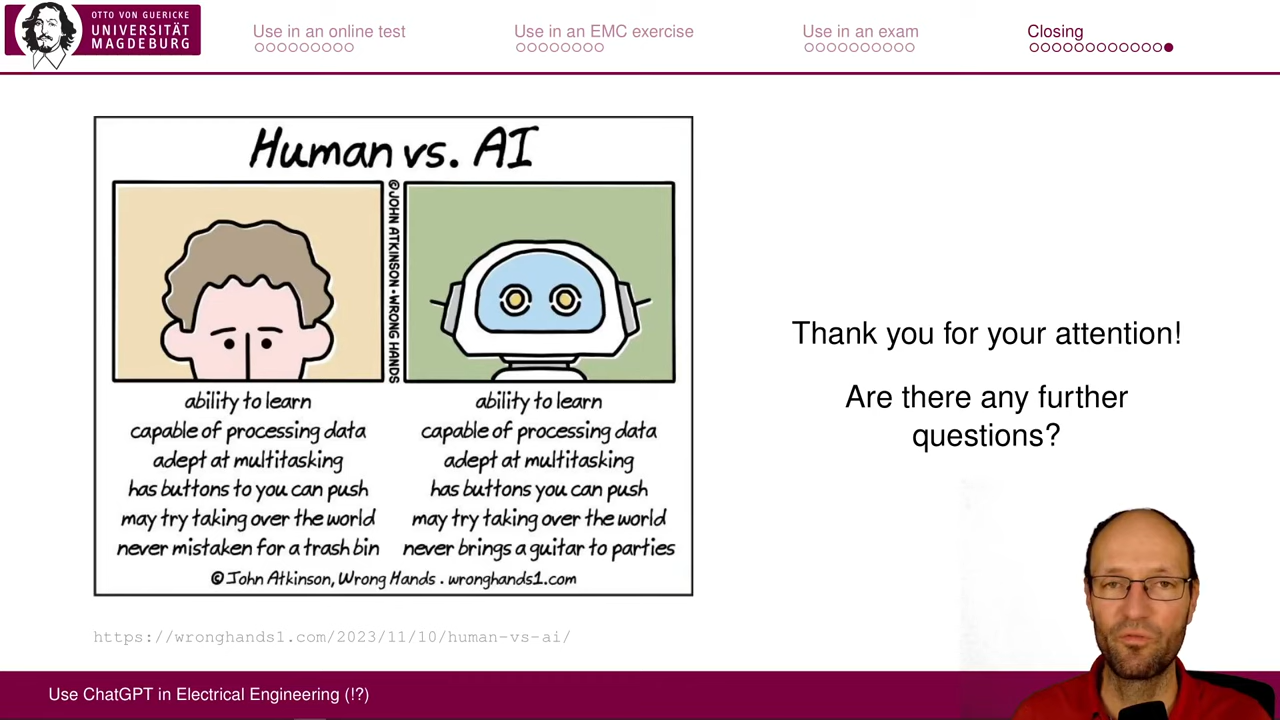 OTTO VON GUERICKE
UNIVERSITÄT
MAGDEBURG
Use in an online test
Use in an EMC exercise
Use in an exam
Closing
Human vs. AI
©JOHN ATKINSON • WRONG HANDS
ability to learn
capable of processing data
adept at multitasking
has buttons to you can push
may try taking over the world
never mistaken for a trash bin
ability to learn
capable of processing data
adept at multitasking
has buttons you can push
may try taking over the world
never brings a guitar to parties
© John Atkinson, Wrong Hands . wronghands1.com
https://wronghands1.com/2023/11/10/human-vs-ai/
Thank you for your attention!
Are there any further
questions?
Use ChatGPT in Electrical Engineering (!?)